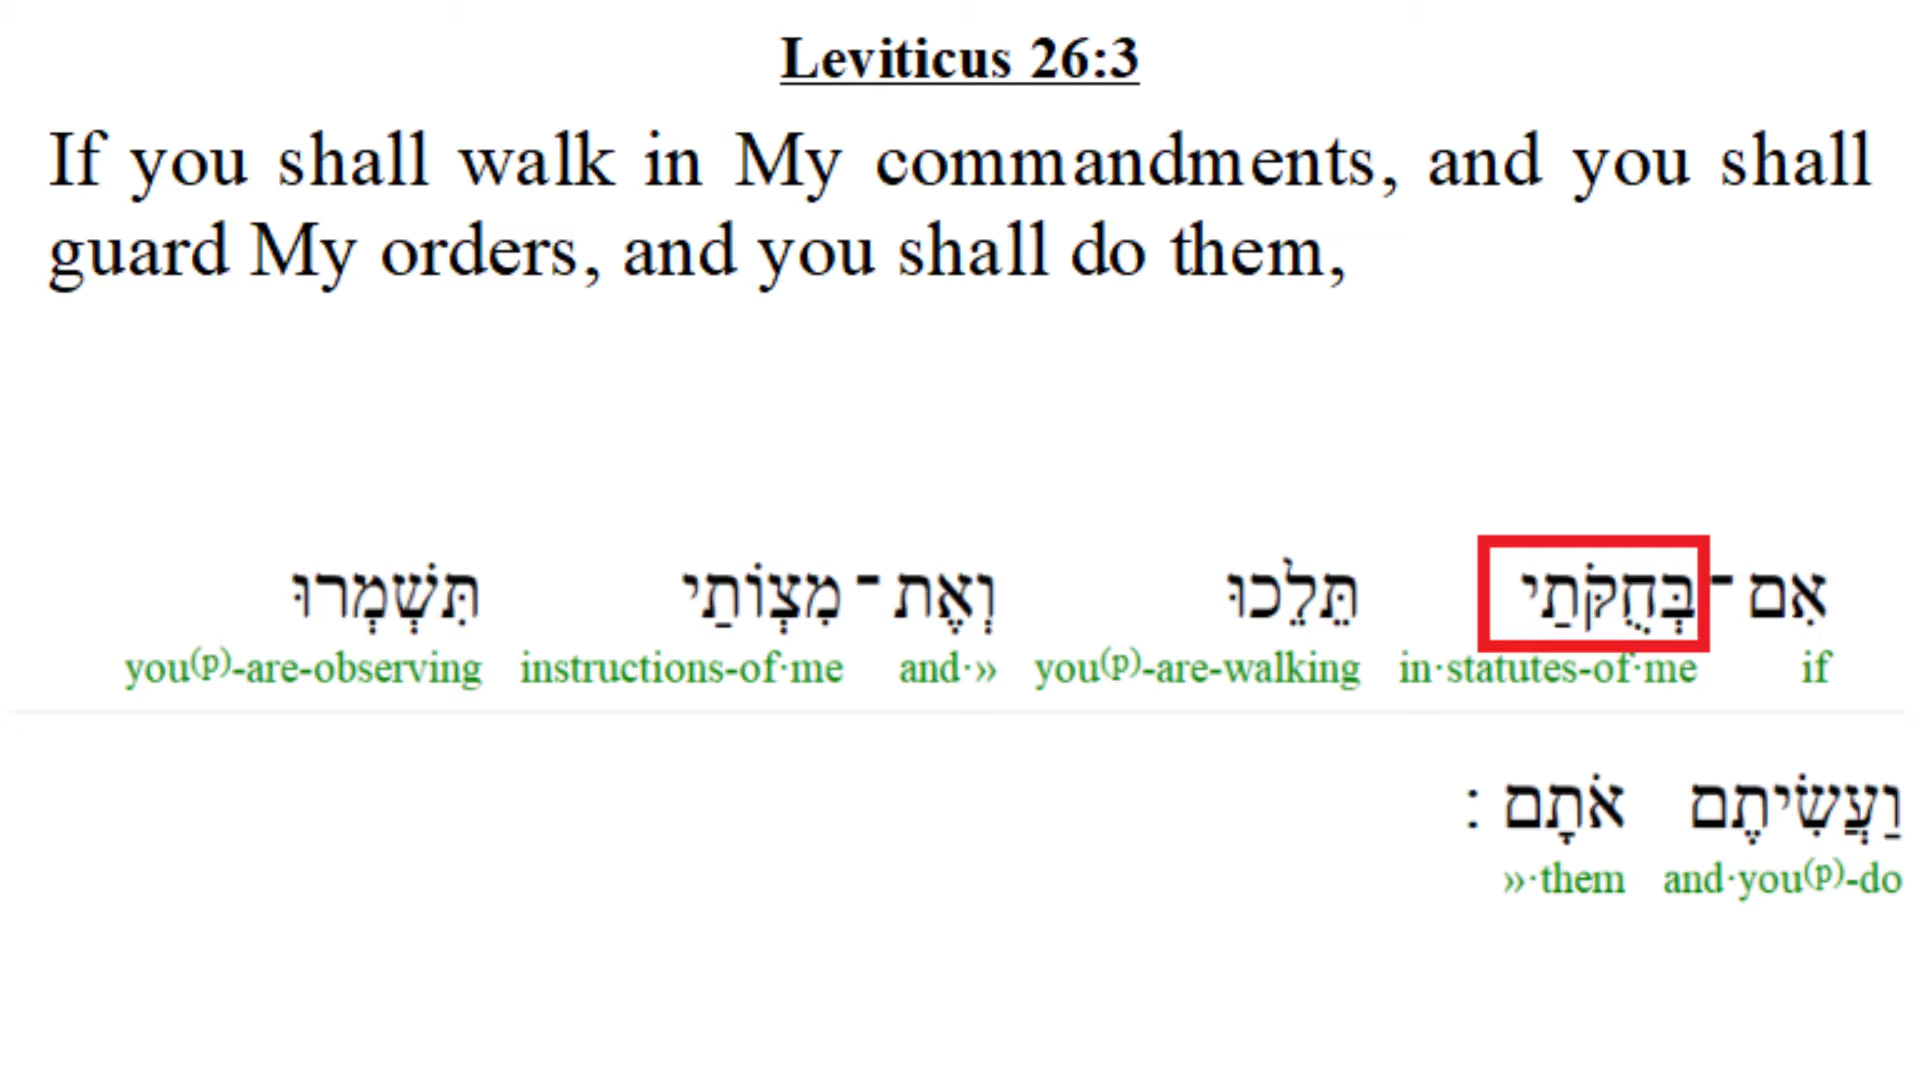 Leviticus 26:3
If you shall walk in My commandments, and you shall
guard My orders, and you shall do them,
אִם־בְּחֻקֹּתַי תֵּלֵכוּ וְאֶת־מִצְוֹתַי תִּשְׁמְרוּ
you(p)-are-observing instructions-of·me and·» you(p)-are-walking in·statutes-of·me if
וַעֲשִׂיתֶם אֹתָם׃
»·them and·you(p)-do